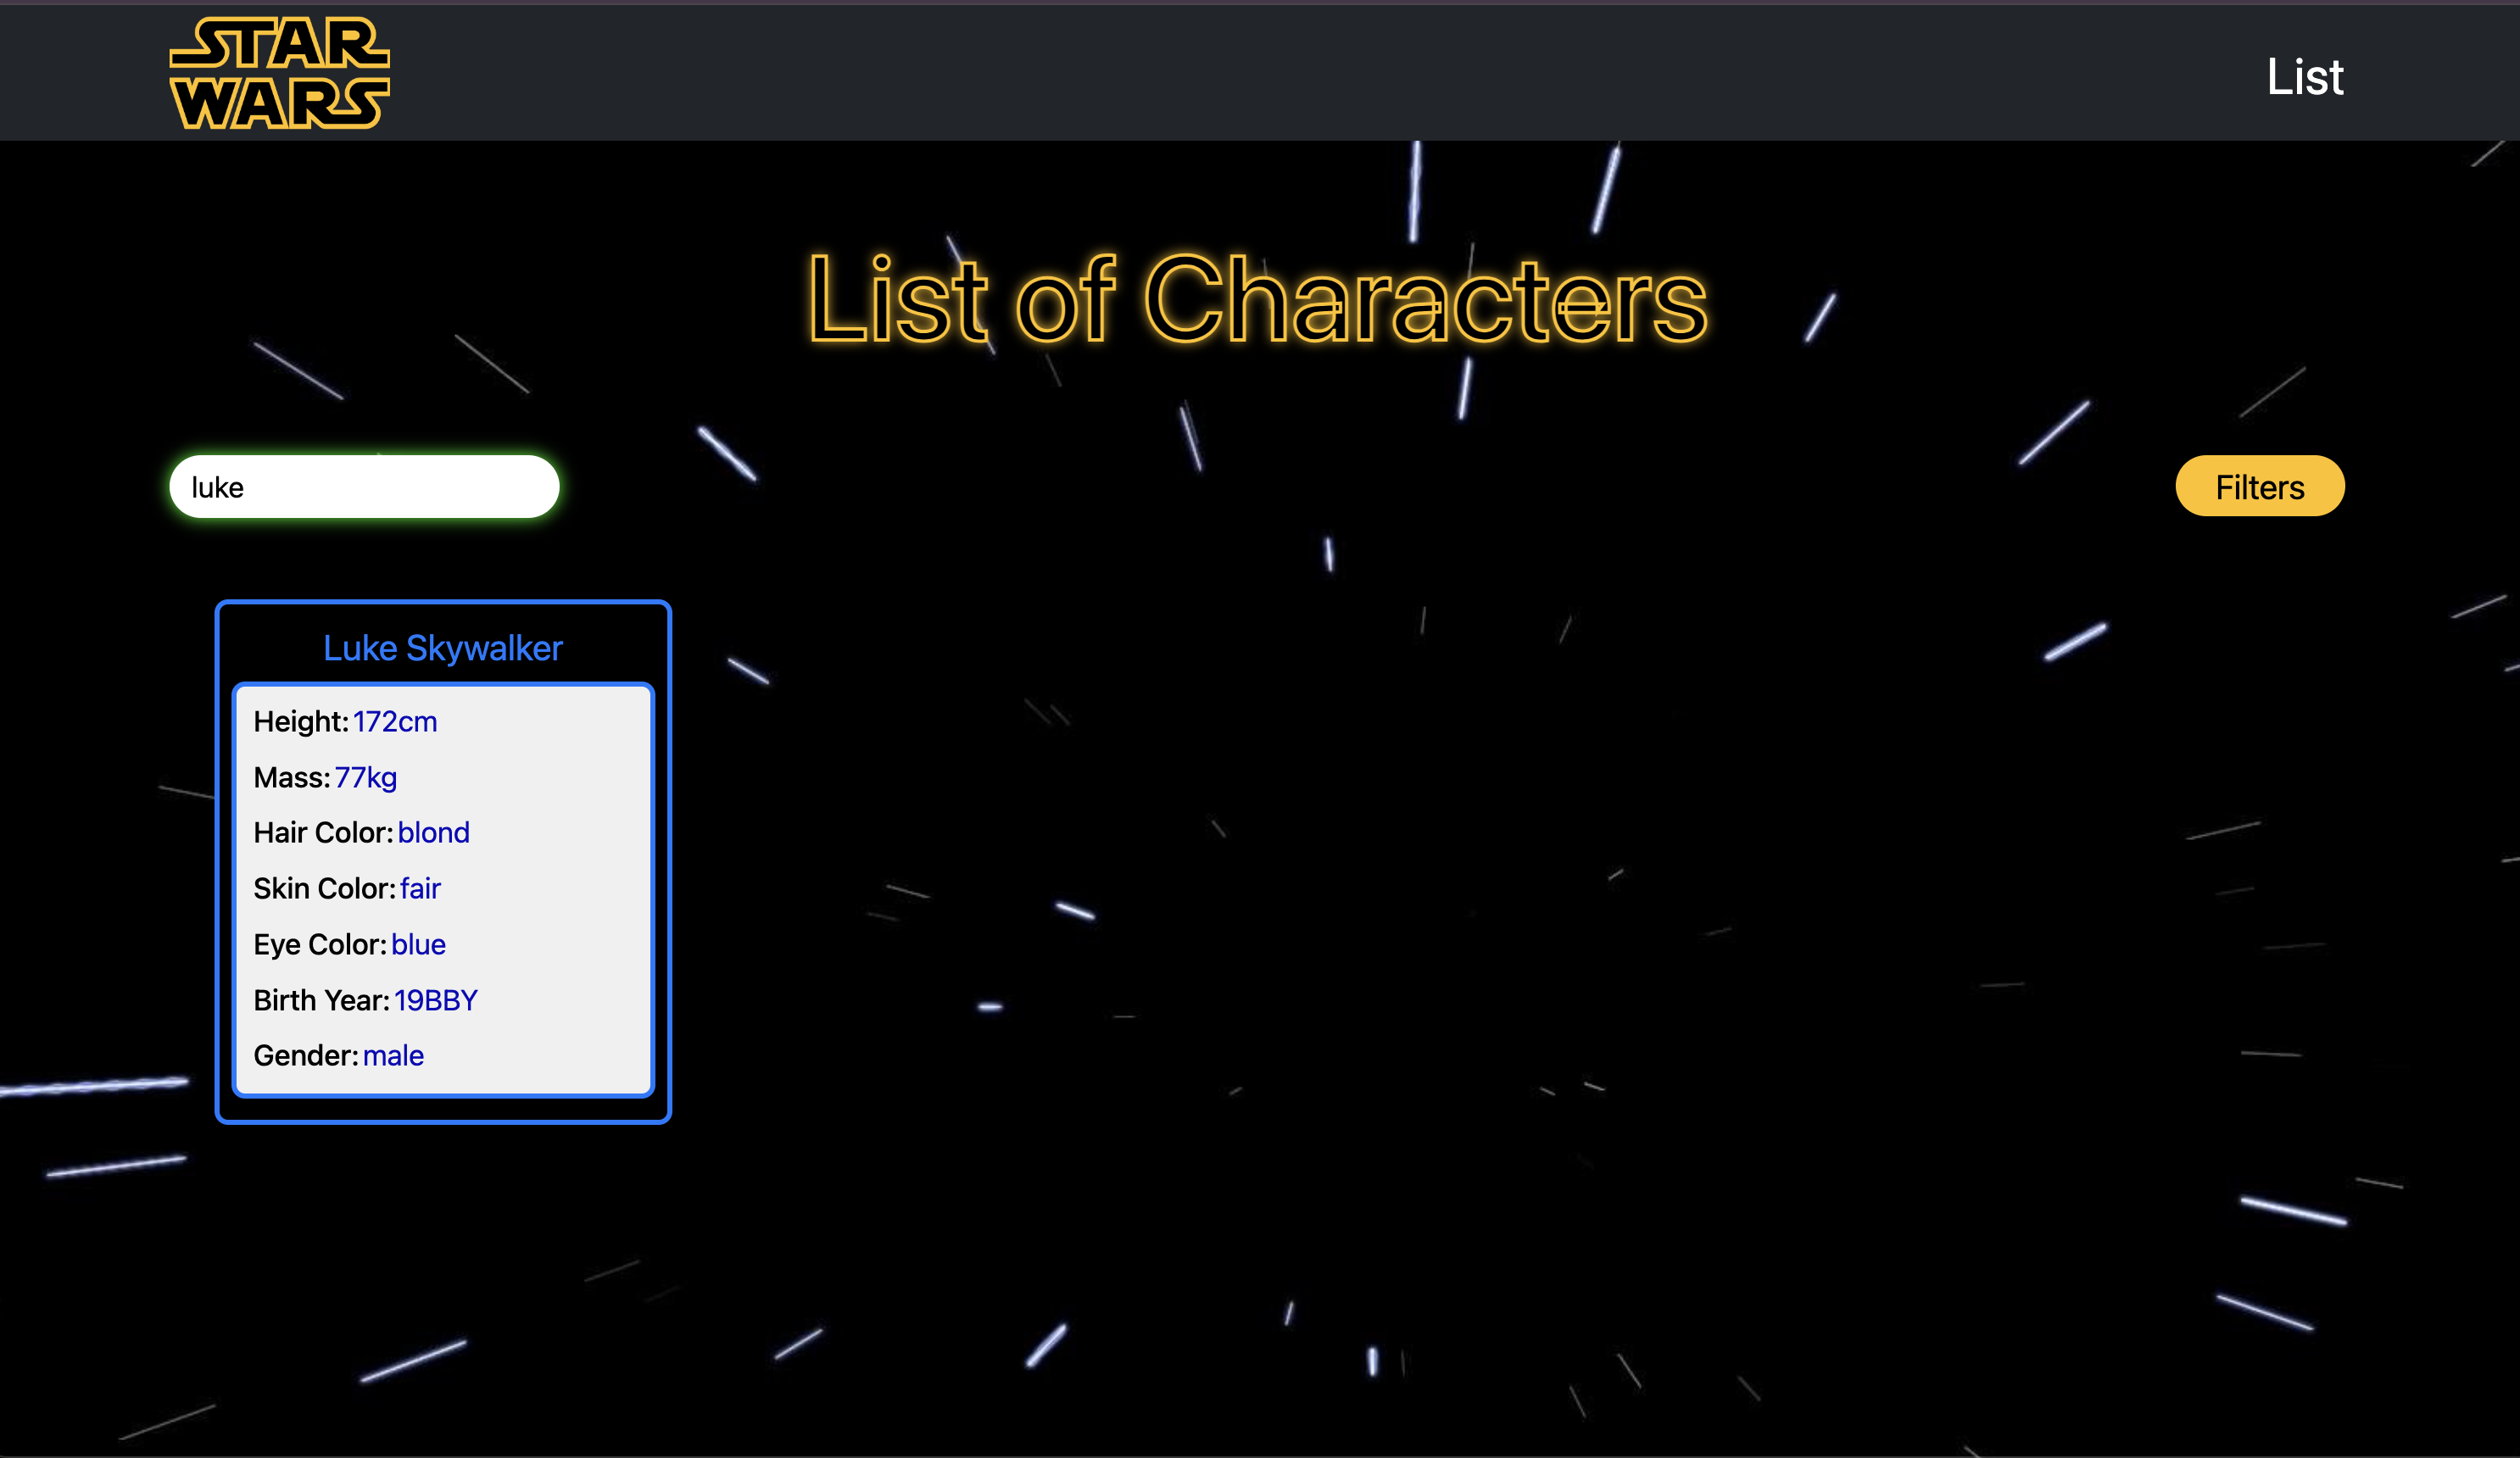 STAR
WARS
List
List of Characters
luke
Filters
Luke Skywalker
Height: 172cm
Mass: 77kg
Hair Color: blond
Skin Color: fair
Eye Color: blue
Birth Year: 19BBY
Gender: male